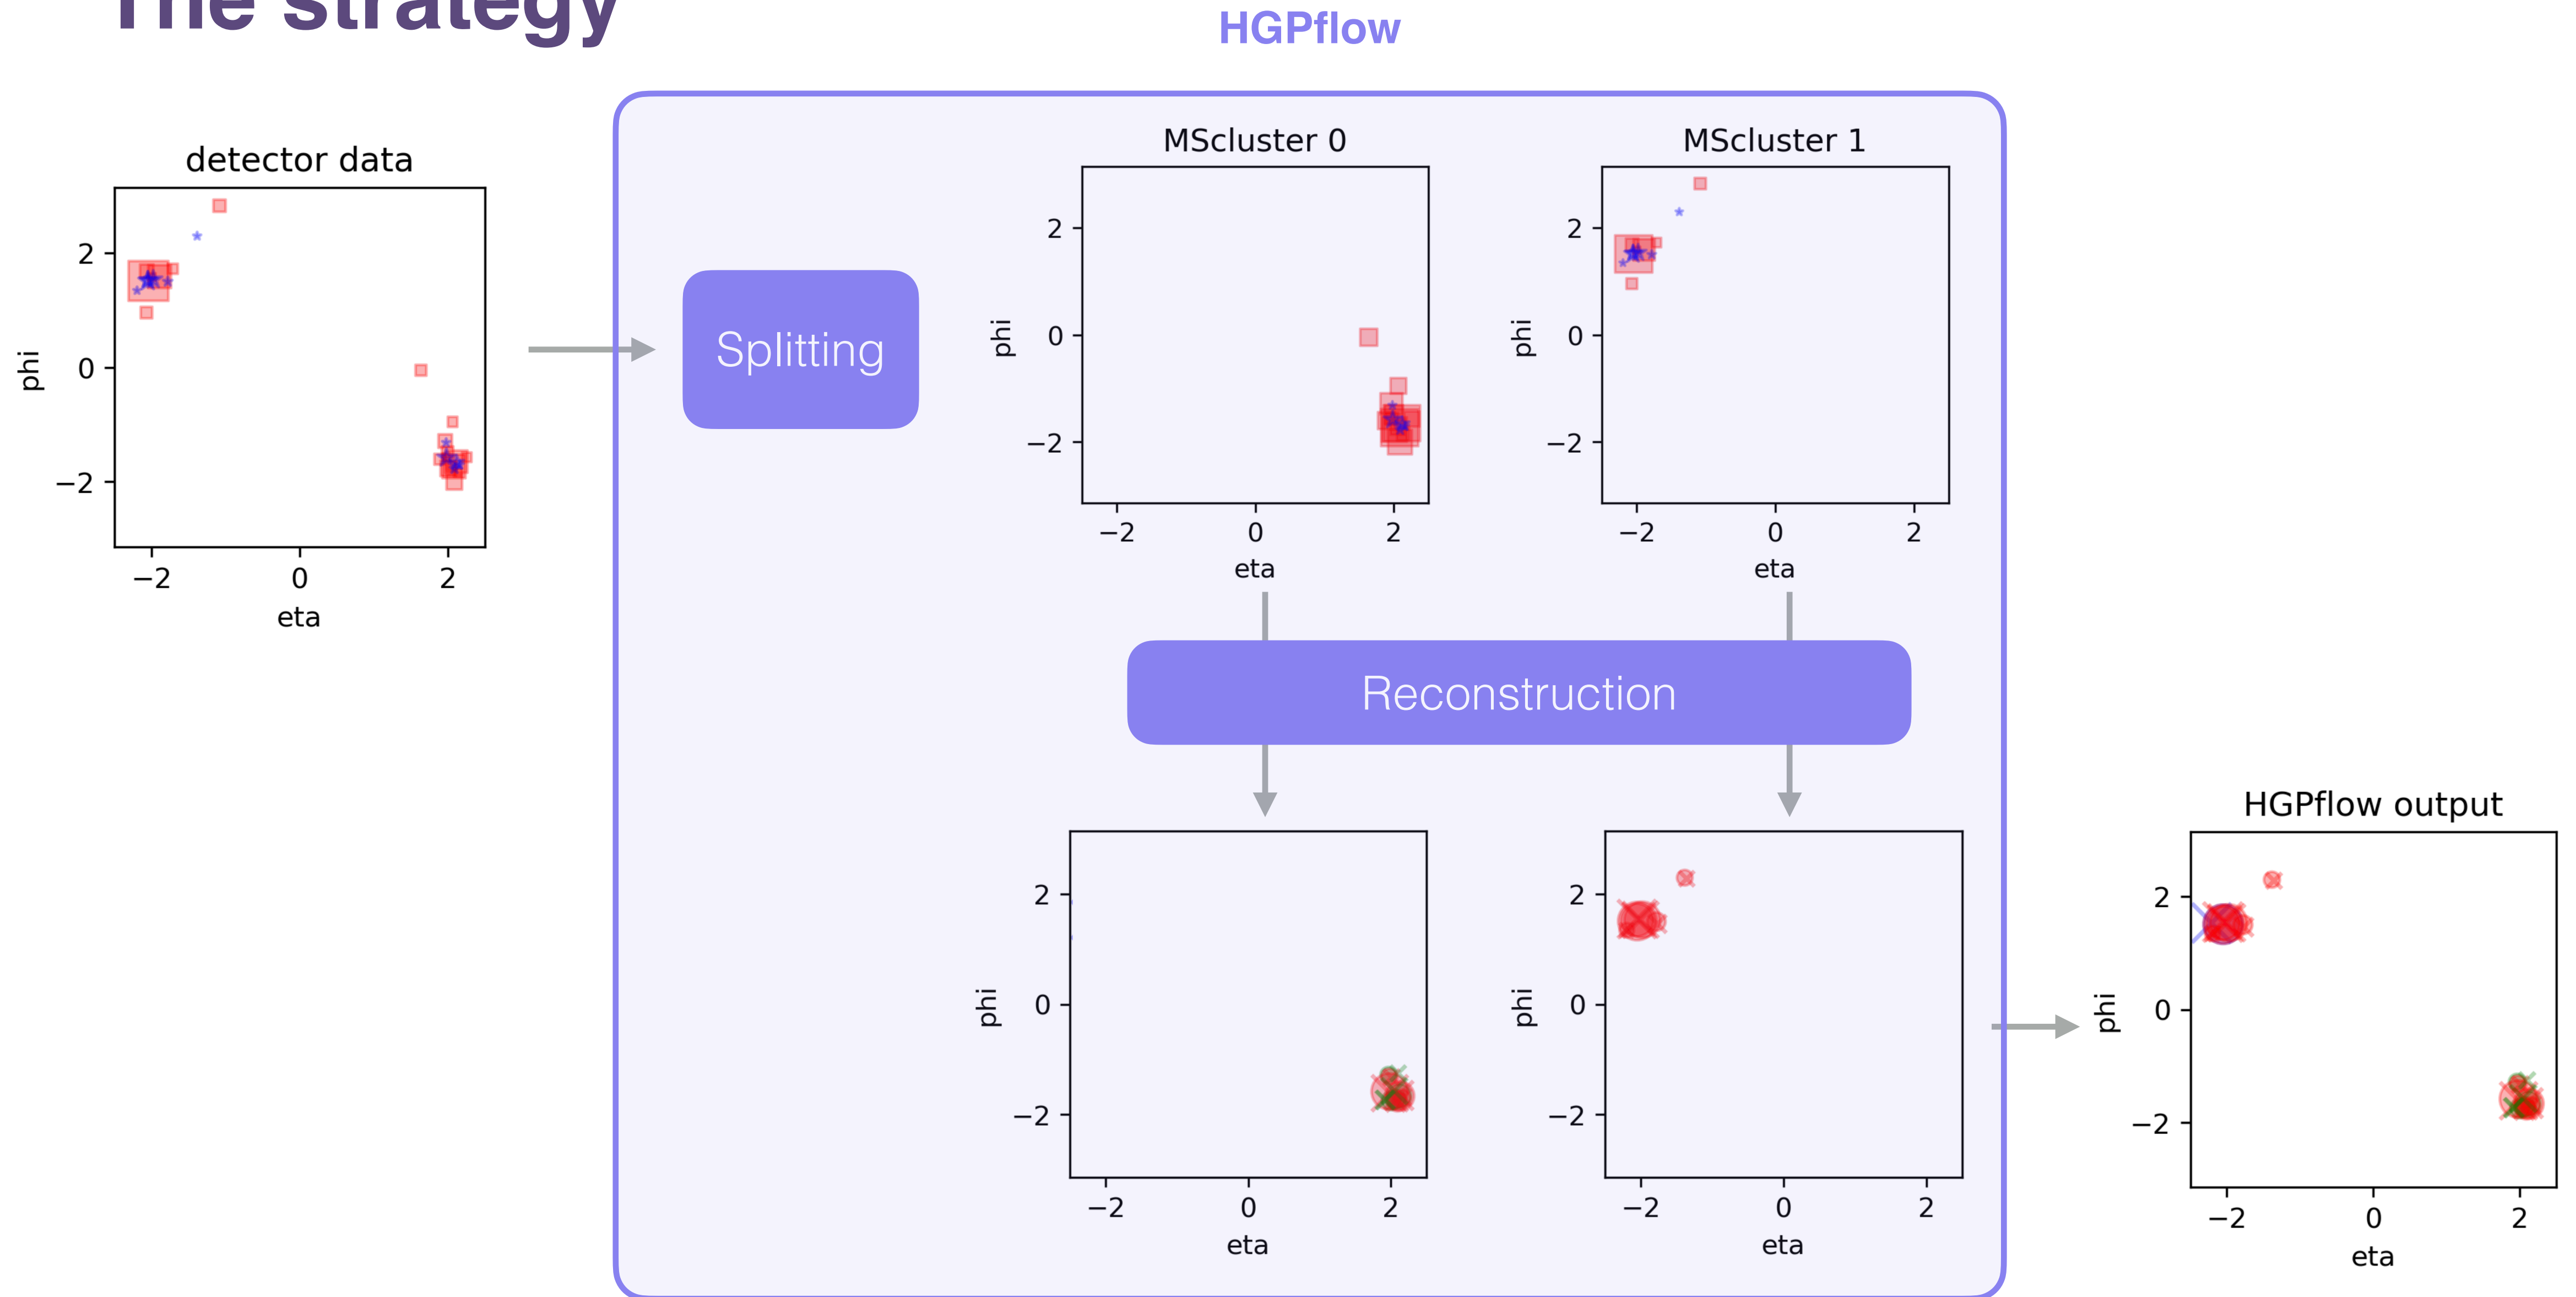 The strategy
HGPflow
detector data
phi
2
0
−2
−2 0 2
eta
Splitting
MScluster 0
phi
2
0
−2
−2 0 2
eta
MScluster 1
phi
2
0
−2
−2 0 2
eta
Reconstruction
phi
2
0
−2
−2 0 2
eta
phi
2
0
−2
−2 0 2
eta
HGPflow output
phi
2
0
−2
−2 0 2
eta